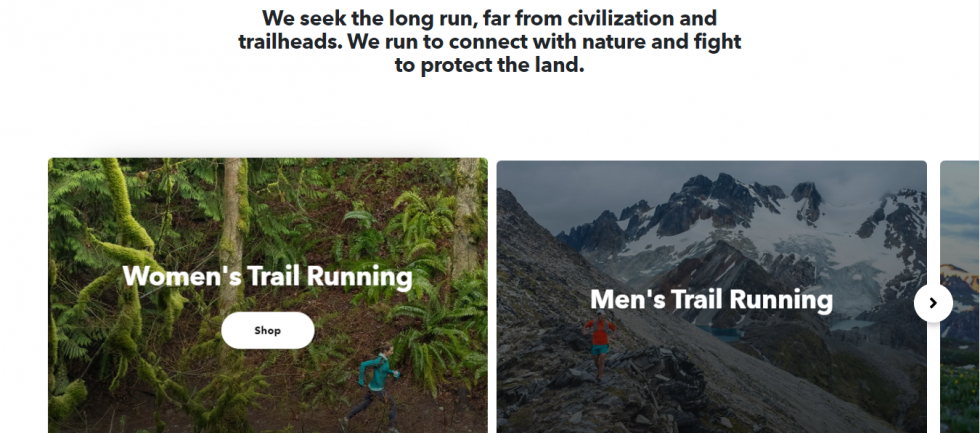 We seek the long run, far from civilization and
trailheads. We run to connect with nature and fight
to protect the land.
Women's Trail Running
Shop
Men's Trail Running